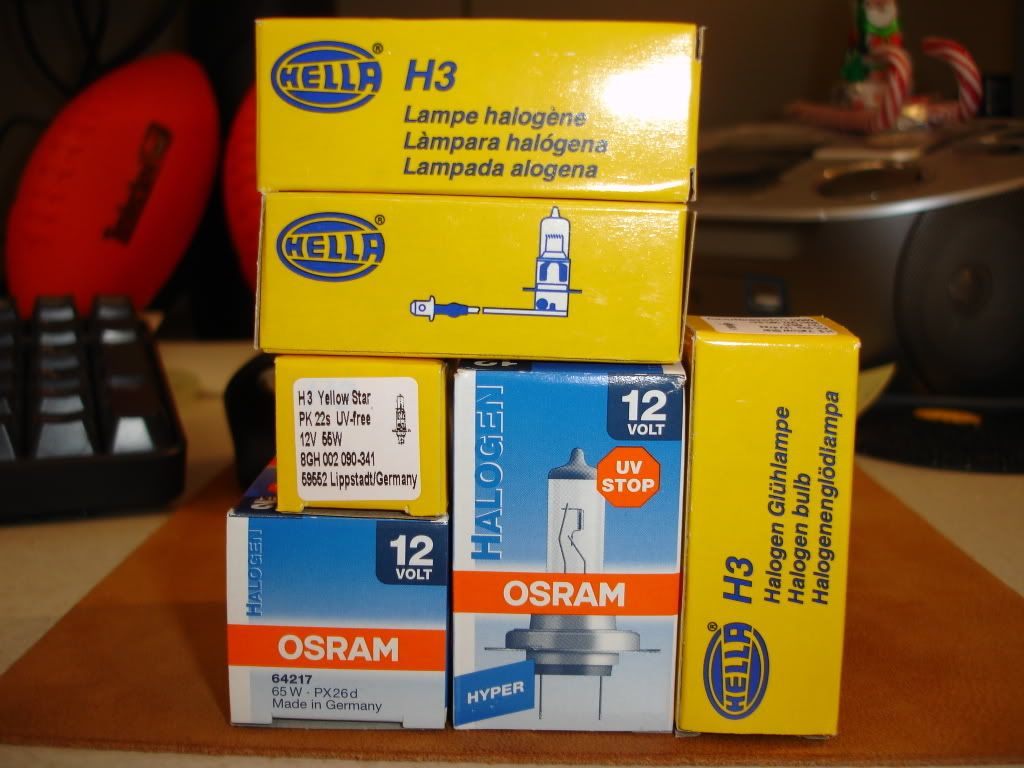 HELLA®
H3
Lampe halogène
Làmpara halógena
Lampada alogena
HELLA®
H3 Yellow Star
PK 22s UV-free
12V 55W
8GH 002 090-341
59552 Lippstadt/Germany
HALOGEN
12
VOLT
UV
STOP
OSRAM
HYPER
HALOGEN
12
VOLT
OSRAM
64217
65 W · PX26d
Made in Germany
HELLA®
H3
Halogen Glühlampe
Halogen bulb
Halogenenglödlampa